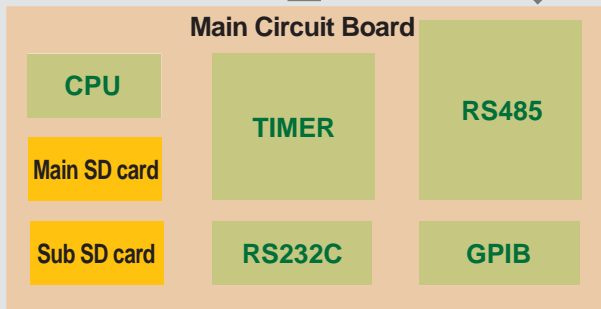 Main Circuit Board
CPU
TIMER
RS485
Main SD card
Sub SD card
RS232C
GPIB